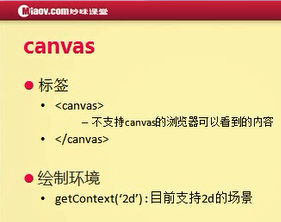 Miaov.com 妙味课堂
canvas
● 标签
• <canvas>
– 不支持canvas的浏览器可以看到的内容
• </canvas>
● 绘制环境
• getContext(‘2d’) : 目前支持2d的场景